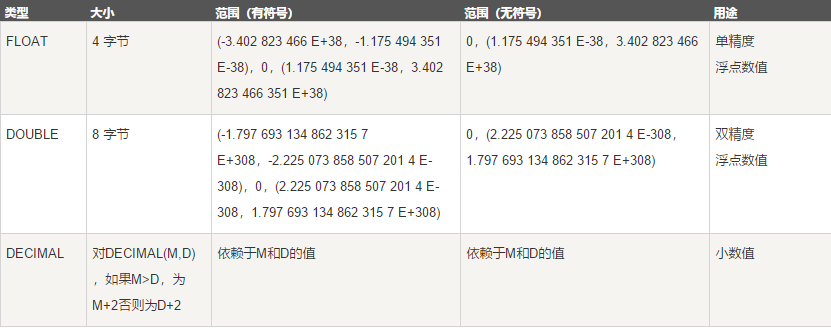 类型 大小 范围（有符号） 范围（无符号） 用途
FLOAT 4 字节 (-3.402 823 466 E+38，-1.175 494 351 0，(1.175 494 351 E-38，3.402 823 466 单精度
E-38)，0，(1.175 494 351 E-38，3.402 E+38) 浮点数值
823 466 351 E+38)
DOUBLE 8 字节 (-1.797 693 134 862 315 7 0，(2.225 073 858 507 201 4 E-308， 双精度
E+308，-2.225 073 858 507 201 4 E- 1.797 693 134 862 315 7 E+308) 浮点数值
308)，0，(2.225 073 858 507 201 4 E-
308，1.797 693 134 862 315 7 E+308)
DECIMAL 对DECIMAL(M,D) 依赖于M和D的值 依赖于M和D的值 小数值
，如果M>D，为
M+2否则为D+2